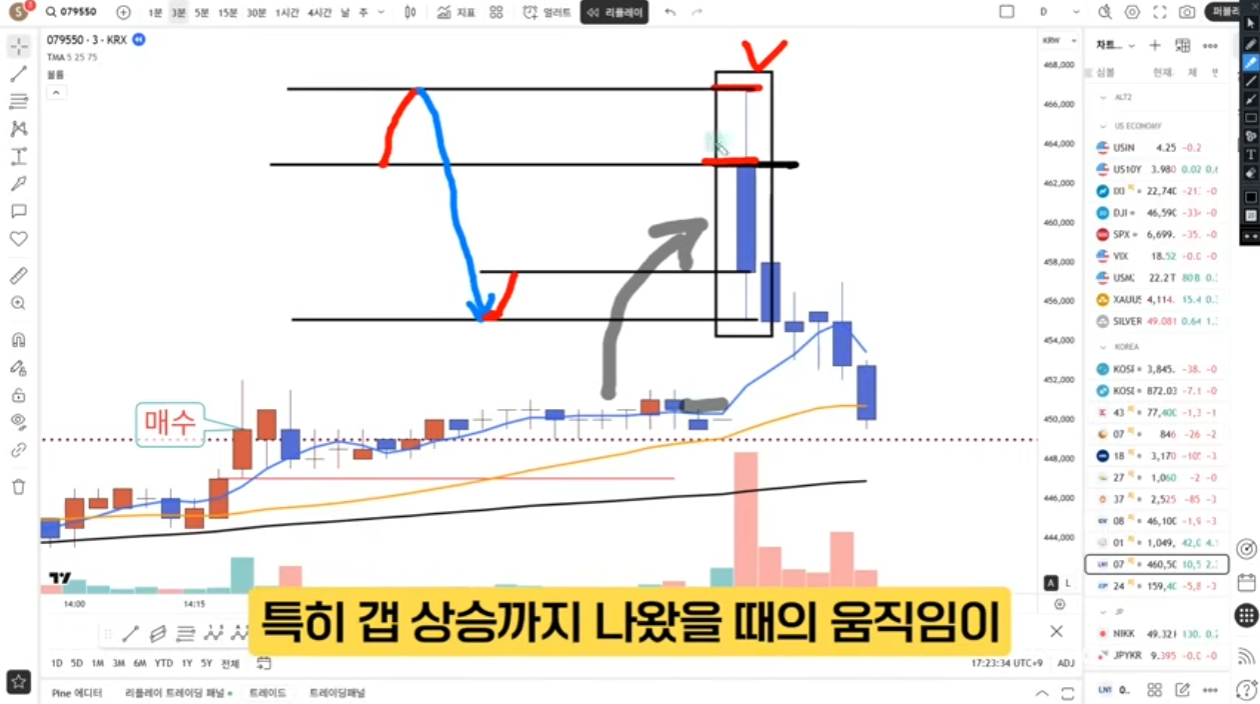 S 3 079550 1분 3분 5분 15분 30분 1시간 4시간 날 주 지표 얼러트 리플레이 D 퍼블리
079550 · 3 · KRX
TMA 5 25 75
볼륨
KRW
468,000
466,000
464,000
462,000
460,000
458,000
456,000
454,000
452,000
450,000
448,000
446,000
444,000
매수
A L
14:00 14:15
특히 갭 상승까지 나왔을 때의 움직임이
1D 5D 1M 3M 6M YTD 1Y 5Y 전체
17:23:34 UTC+9 ADJ
Pine 에디터 리플레이 트레이딩 패널 트레이드 트레이딩패널
차트...
심볼 현재. 체 변
ALT2
US ECONOMY
USIN 4.25 -0.2
US10Y 3.980 0.02 0.6
IXI 22,740 -21 -0
DJI 46,590 -33 -0
SPX 6,699. -35. -0
VIX 18.52 -0.0 -0
USM 22.2T 80B 0.3
XAUUS 4,114. 15.4 0.3
SILVER 49.081 0.64 1.3
KOREA
KOSI 3,845. -38. -0
KOSI 872.03 -7.1 -0
43 77,400 -1,3 -1
07 846 -26 -2
18 3,170 -105 -3
27 1,060 -2 -0
37 2,525 -85 -3
08 46,100 -1,9 -3
01 1,049, 42,0 4.1
07 460,50 10,5 2.3
24 159,40 -5,8 -3
JP
NIKK 49.321 130. 0.2
JPYKR 9.395 -0.0 -0
LNI 0..